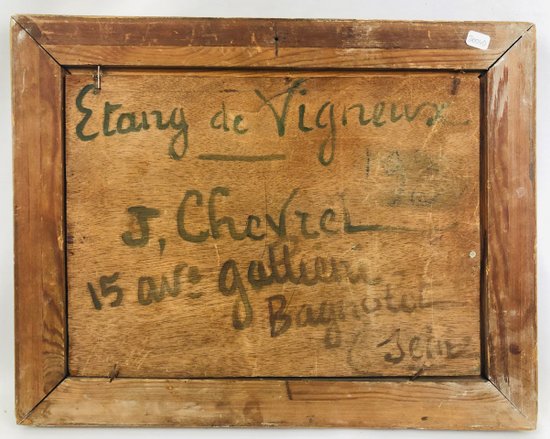 Etang de Vigneux
J. Chevrel
15 ave gallieni
Bagnolet
(Seine